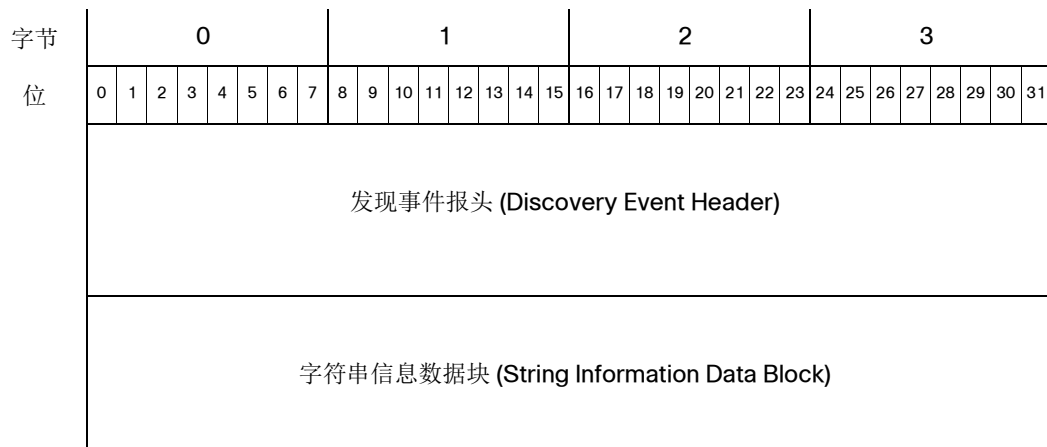 字节 0 1 2 3
位 0 1 2 3 4 5 6 7 8 9 10 11 12 13 14 15 16 17 18 19 20 21 22 23 24 25 26 27 28 29 30 31
发现事件报头 (Discovery Event Header)
字符串信息数据块 (String Information Data Block)